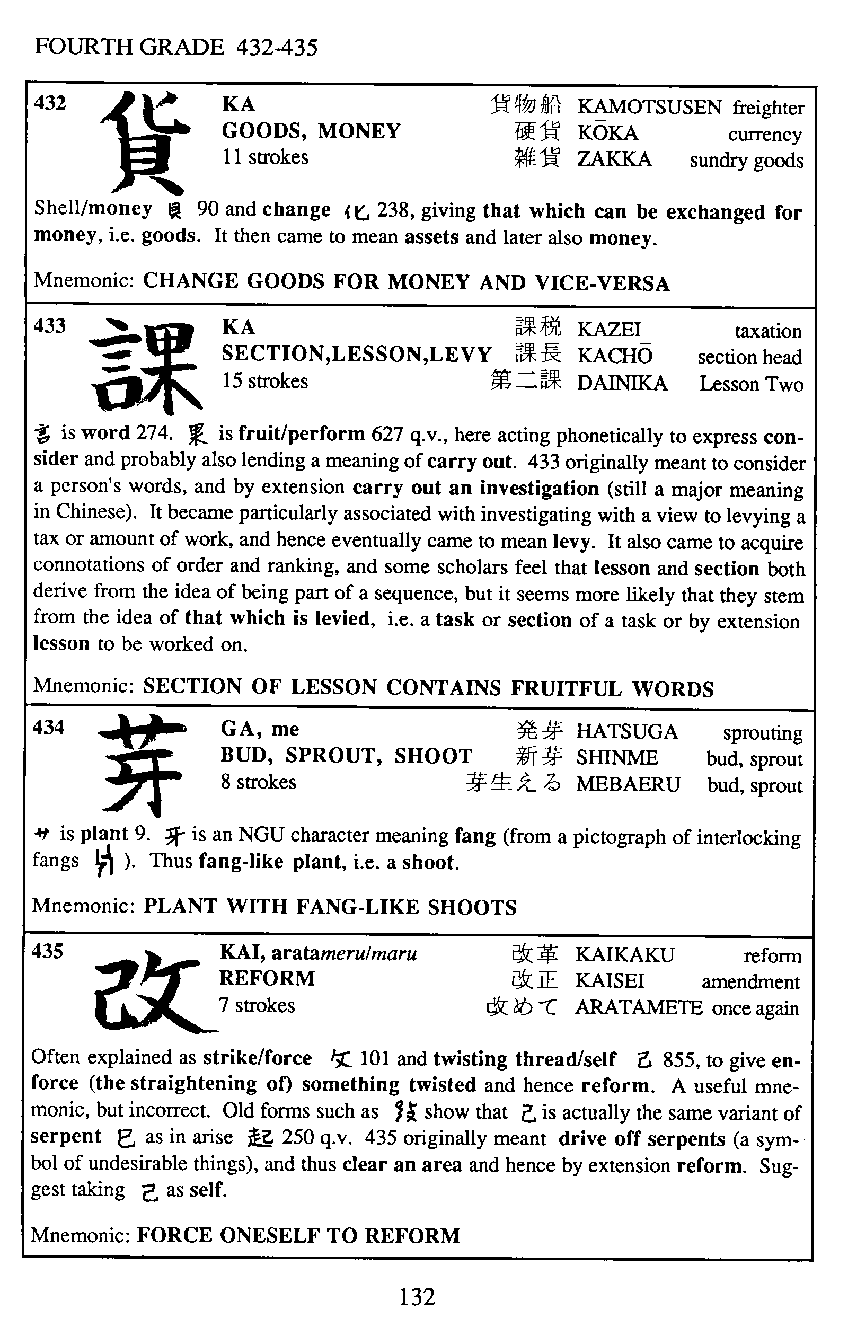 FOURTH GRADE 432-435
432 貨 KA 貨物船 KAMOTSUSEN freighter
GOODS, MONEY 硬貨 KŌKA currency
11 strokes 雑貨 ZAKKA sundry goods
Shell/money 貝 90 and change 化 238, giving that which can be exchanged for
money, i.e. goods. It then came to mean assets and later also money.
Mnemonic: CHANGE GOODS FOR MONEY AND VICE-VERSA
433 課 KA 課税 KAZEI taxation
SECTION,LESSON,LEVY 課長 KACHŌ section head
15 strokes 第二課 DAINIKA Lesson Two
言 is word 274. 果 is fruit/perform 627 q.v., here acting phonetically to express con-
sider and probably also lending a meaning of carry out. 433 originally meant to consider
a person's words, and by extension carry out an investigation (still a major meaning
in Chinese). It became particularly associated with investigating with a view to levying a
tax or amount of work, and hence eventually came to mean levy. It also came to acquire
connotations of order and ranking, and some scholars feel that lesson and section both
derive from the idea of being part of a sequence, but it seems more likely that they stem
from the idea of that which is levied, i.e. a task or section of a task or by extension
lesson to be worked on.
Mnemonic: SECTION OF LESSON CONTAINS FRUITFUL WORDS
434 芽 GA, me 発芽 HATSUGA sprouting
BUD, SPROUT, SHOOT 新芽 SHINME bud, sprout
8 strokes 芽生える MEBAERU bud, sprout
艹 is plant 9. 牙 is an NGU character meaning fang (from a pictograph of interlocking
fangs ). Thus fang-like plant, i.e. a shoot.
Mnemonic: PLANT WITH FANG-LIKE SHOOTS
435 改 KAI, aratameru/maru 改革 KAIKAKU reform
REFORM 改正 KAISEI amendment
7 strokes 改めて ARATAMETE once again
Often explained as strike/force 攵 101 and twisting thread/self 己 855, to give en-
force (the straightening of) something twisted and hence reform. A useful mne-
monic, but incorrect. Old forms such as show that 己 is actually the same variant of
serpent 巳 as in arise 起 250 q.v. 435 originally meant drive off serpents (a sym-
bol of undesirable things), and thus clear an area and hence by extension reform. Sug-
gest taking 己 as self.
Mnemonic: FORCE ONESELF TO REFORM
132